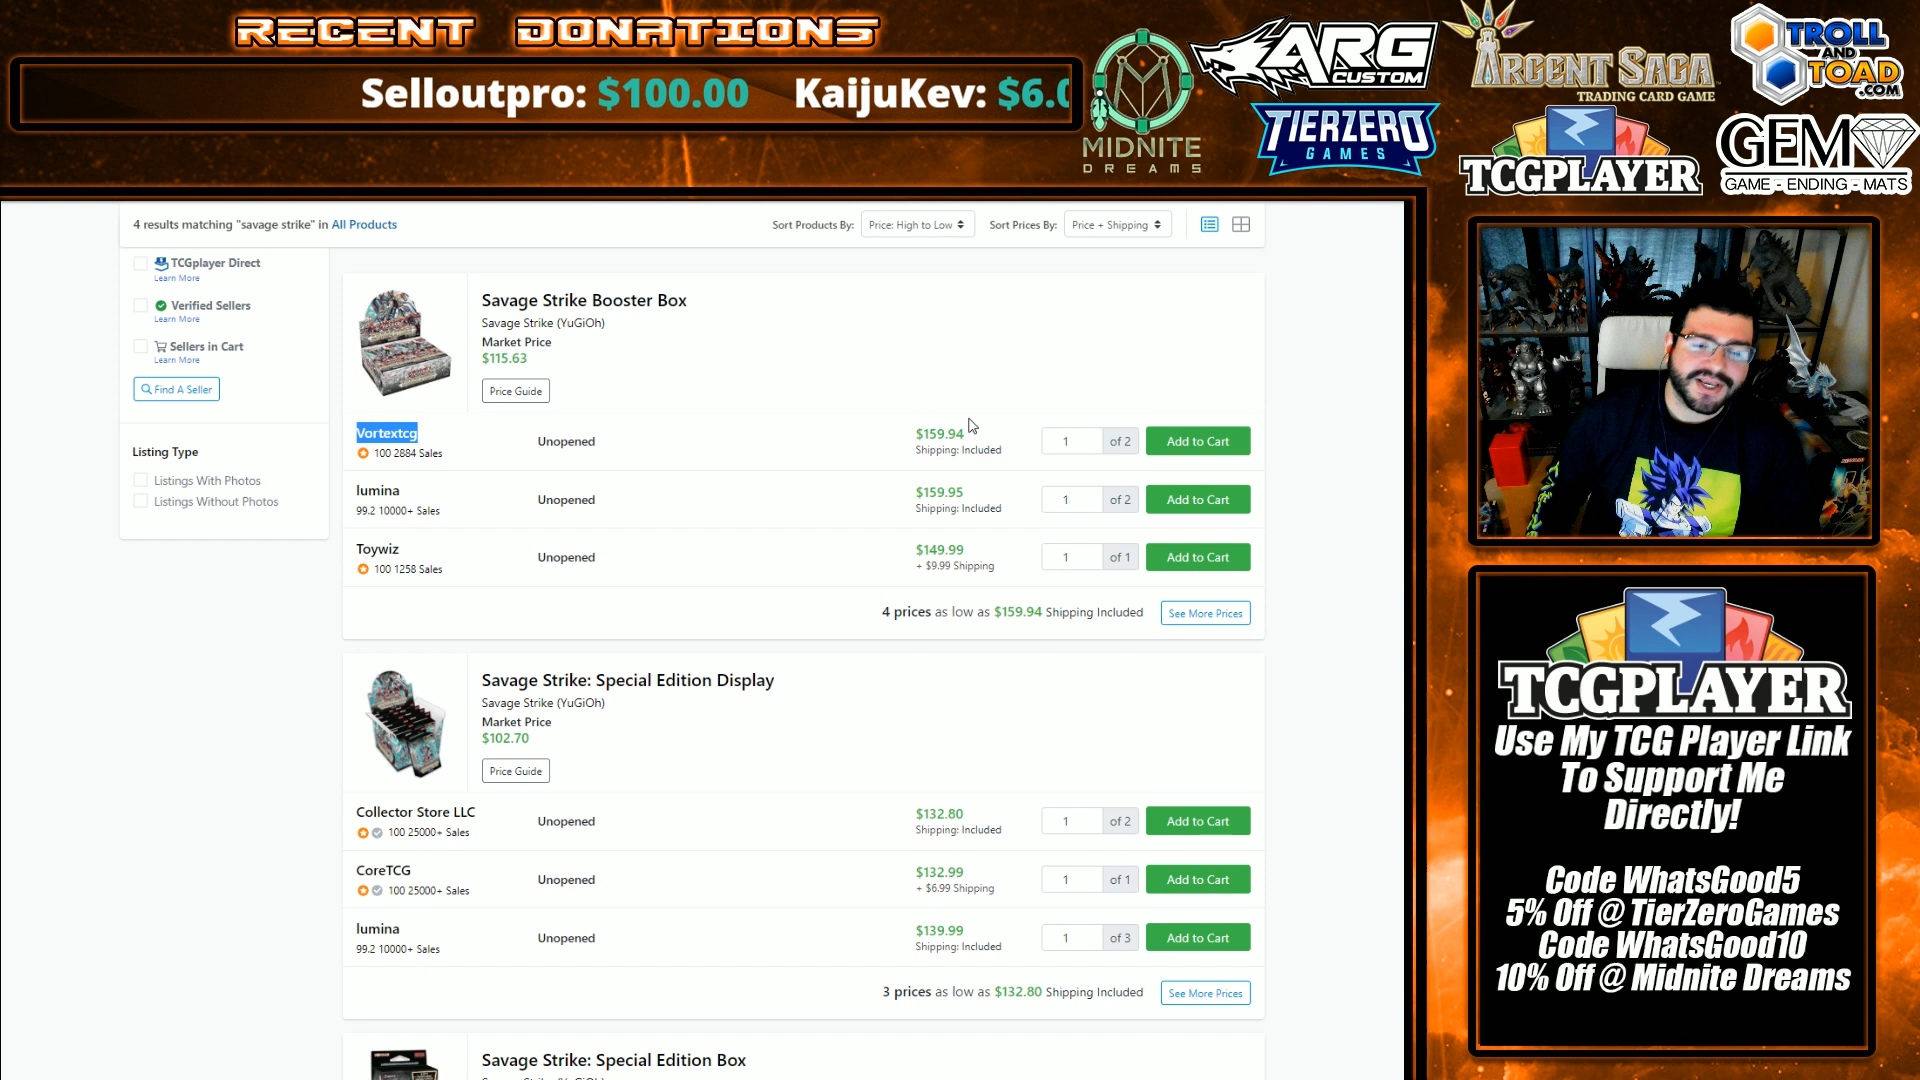 RECENT DONATIONS
Selloutpro: $100.00 KaijuKev: $6.0
MIDNITE
DREAMS
ARG
CUSTOM
TIERZERO
GAMES
ARGENT SAGA
TRADING CARD GAME
TROLL
AND
TOAD
.COM
TCGPLAYER
GEM
GAME - ENDING - MATS
4 results matching "savage strike" in All Products
Sort Products By: Price: High to Low
Sort Prices By: Price + Shipping
TCGplayer Direct
Learn More
Verified Sellers
Learn More
Sellers in Cart
Learn More
Find A Seller
Listing Type
Listings With Photos
Listings Without Photos
Savage Strike Booster Box
Savage Strike (YuGiOh)
Market Price
$115.63
Price Guide
Vortextcg
100 2884 Sales
Unopened
$159.94
Shipping: Included
1 of 2
Add to Cart
lumina
99.2 10000+ Sales
Unopened
$159.95
Shipping: Included
1 of 2
Add to Cart
Toywiz
100 1258 Sales
Unopened
$149.99
+ $9.99 Shipping
1 of 1
Add to Cart
4 prices as low as $159.94 Shipping Included
See More Prices
Savage Strike: Special Edition Display
Savage Strike (YuGiOh)
Market Price
$102.70
Price Guide
Collector Store LLC
100 25000+ Sales
Unopened
$132.80
Shipping: Included
1 of 2
Add to Cart
CoreTCG
100 25000+ Sales
Unopened
$132.99
+ $6.99 Shipping
1 of 1
Add to Cart
lumina
99.2 10000+ Sales
Unopened
$139.99
Shipping: Included
1 of 3
Add to Cart
3 prices as low as $132.80 Shipping Included
See More Prices
Savage Strike: Special Edition Box
TCGPLAYER
Use My TCG Player Link
To Support Me
Directly!
Code WhatsGood5
5% Off @ TierZeroGames
Code WhatsGood10
10% Off @ Midnite Dreams